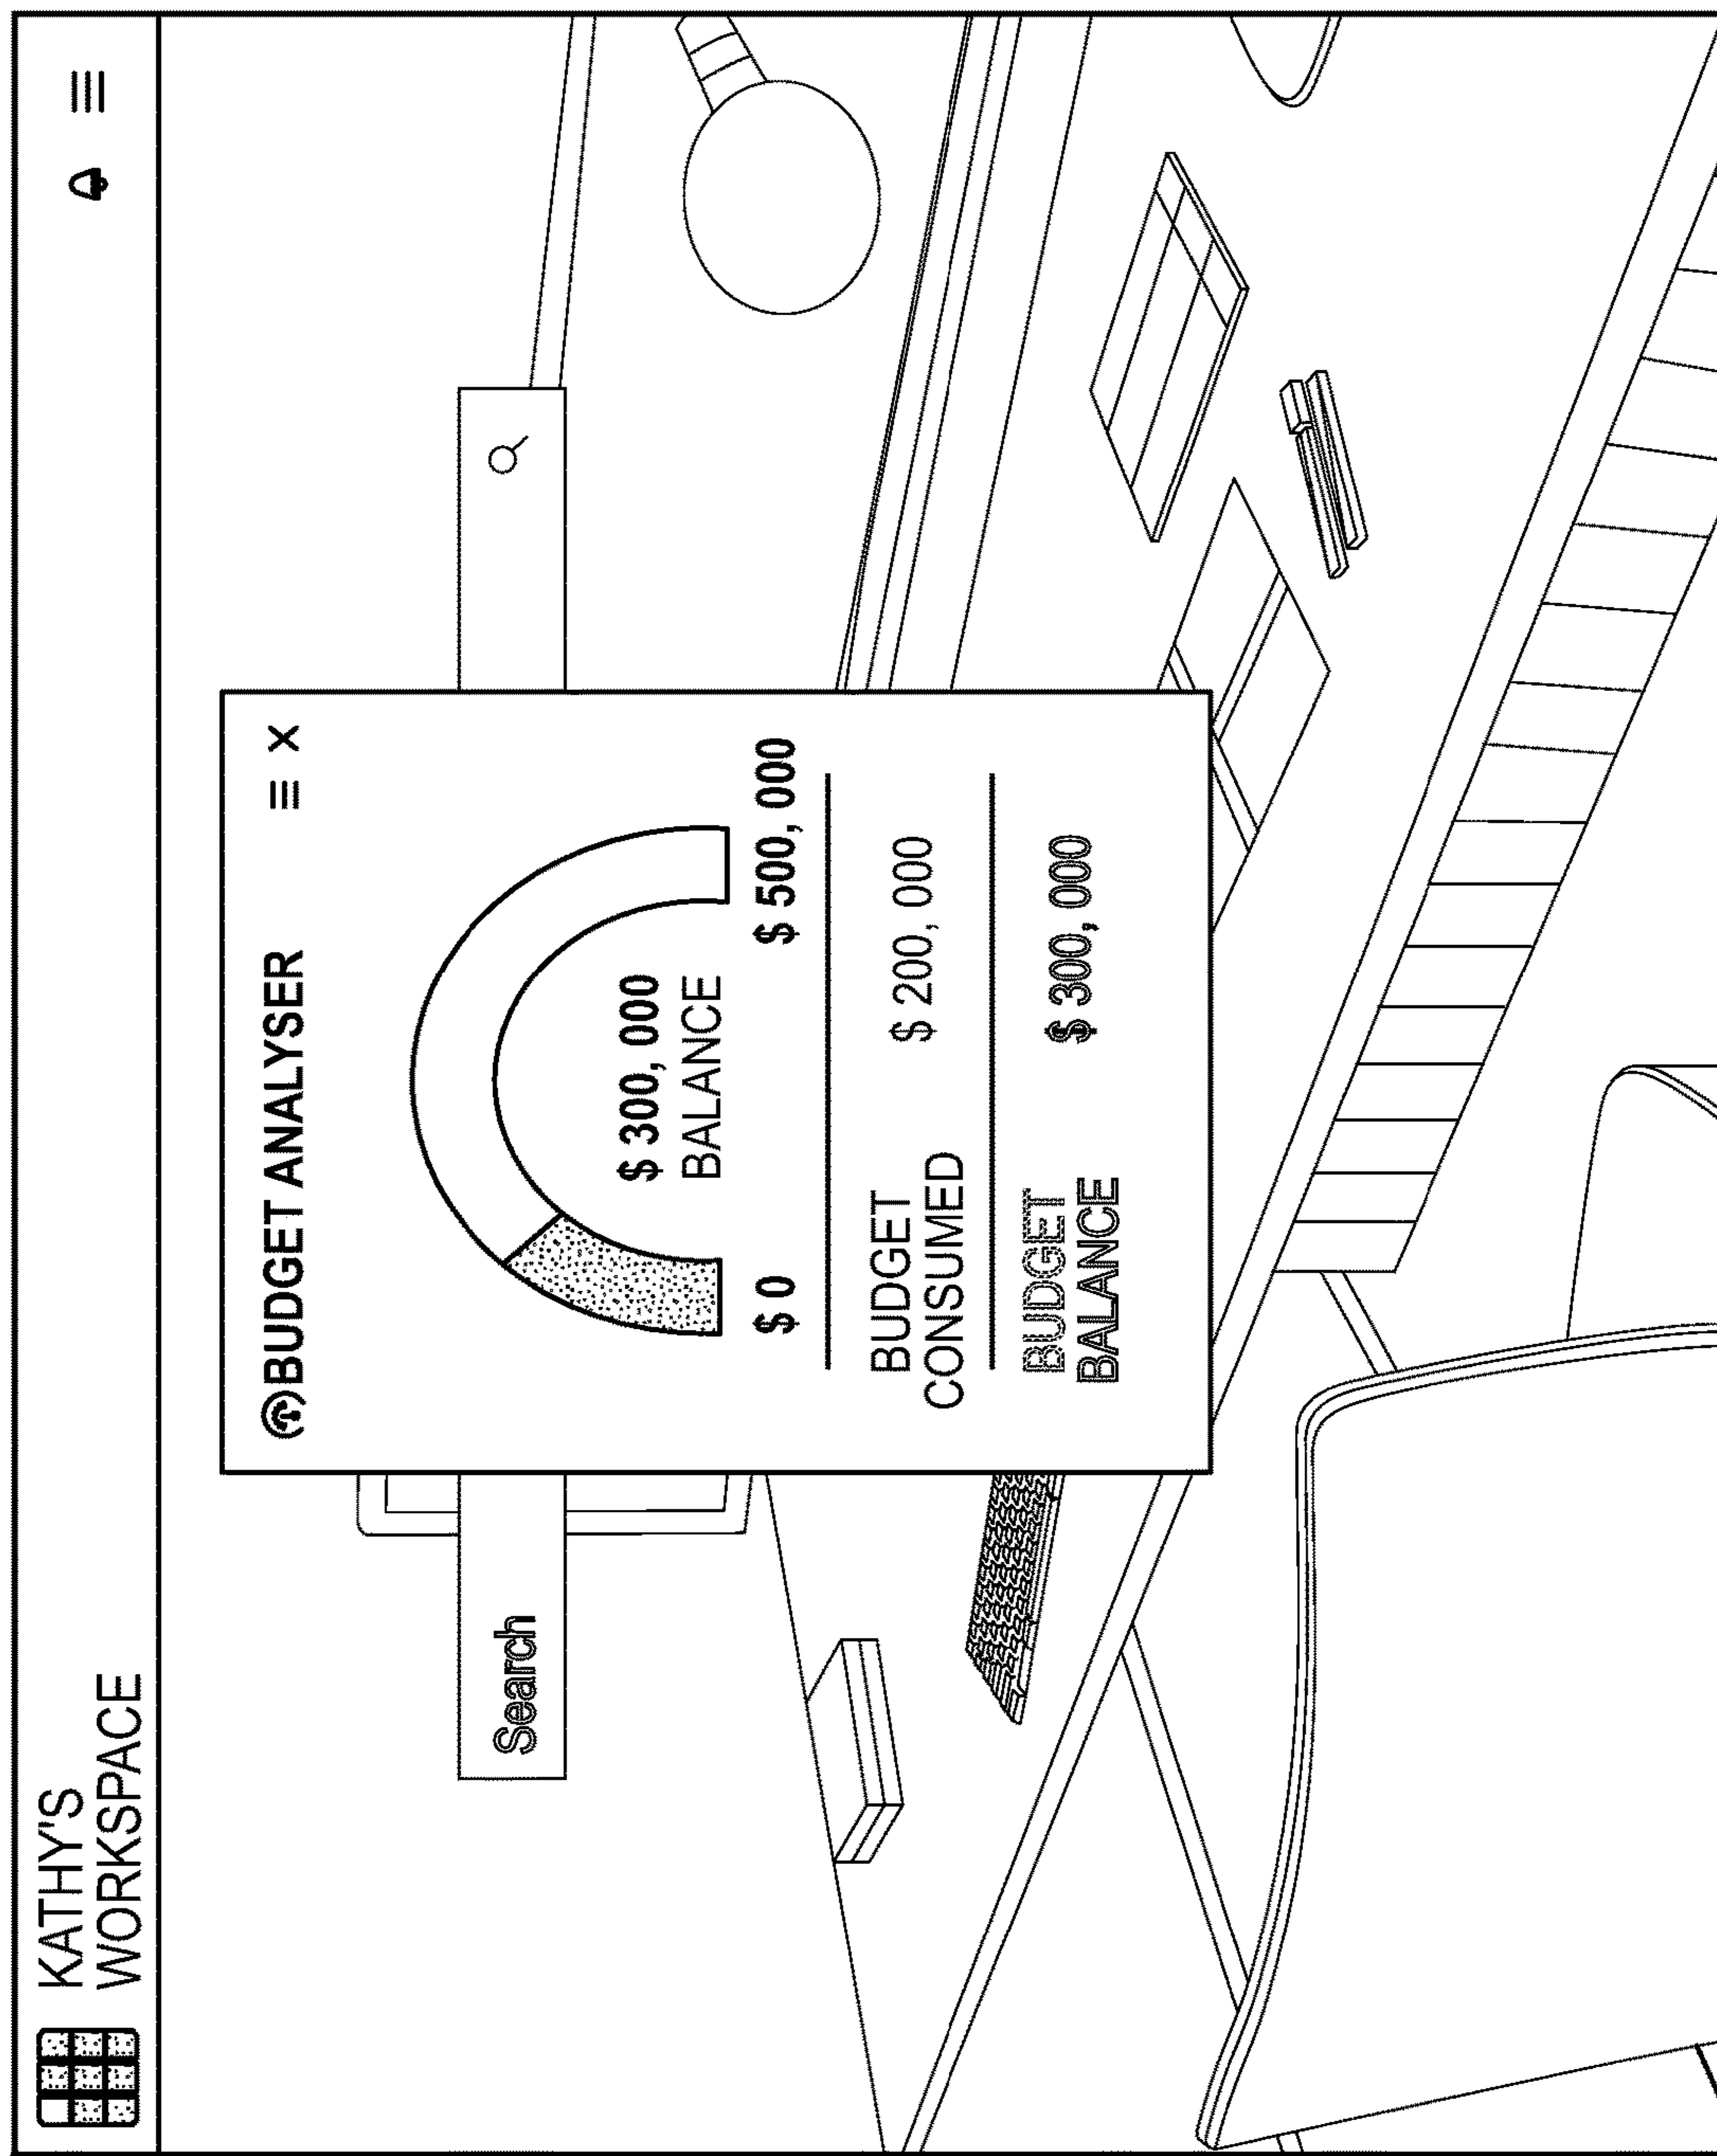 KATHY'S
WORKSPACE
Search
BUDGET ANALYSER X
$ 300, 000
BALANCE
$ 0 $ 500, 000
BUDGET
CONSUMED $ 200, 000
BUDGET
BALANCE $ 300, 000